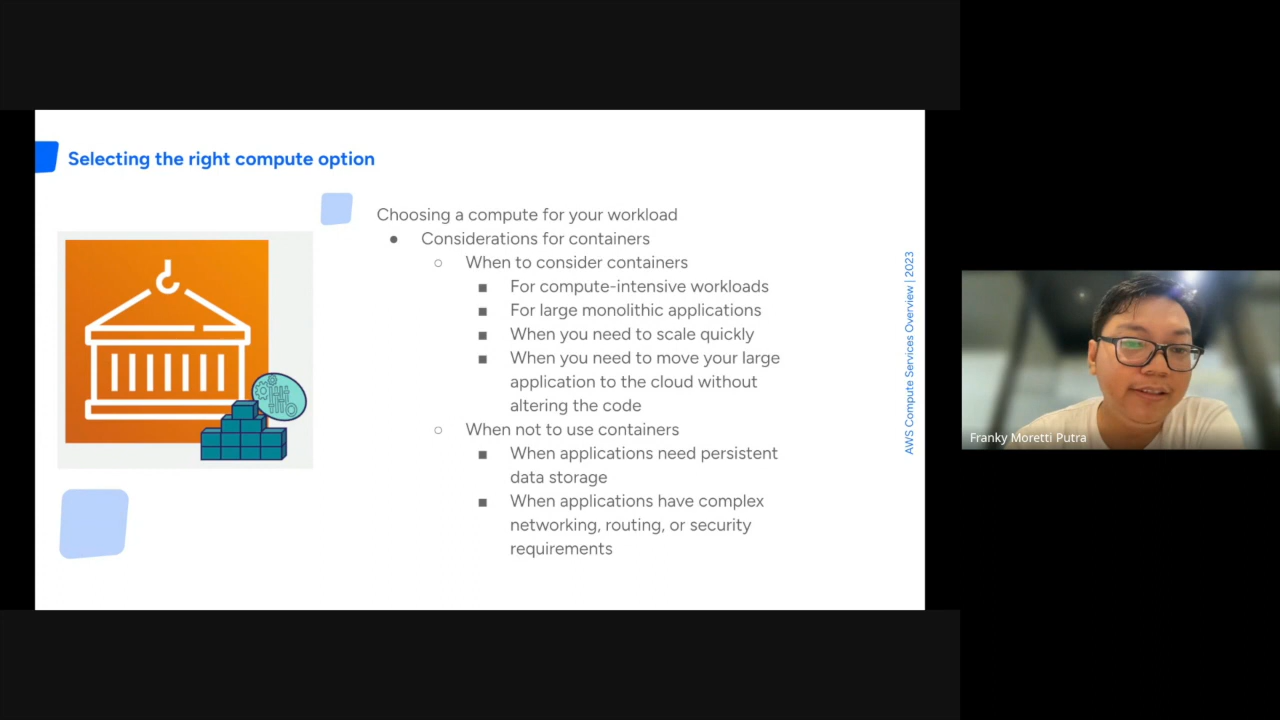 Selecting the right compute option
Choosing a compute for your workload
● Considerations for containers
○ When to consider containers
■ For compute-intensive workloads
■ For large monolithic applications
■ When you need to scale quickly
■ When you need to move your large
application to the cloud without
altering the code
○ When not to use containers
■ When applications need persistent
data storage
■ When applications have complex
networking, routing, or security
requirements
AWS Compute Services Overview | 2023
Franky Moretti Putra